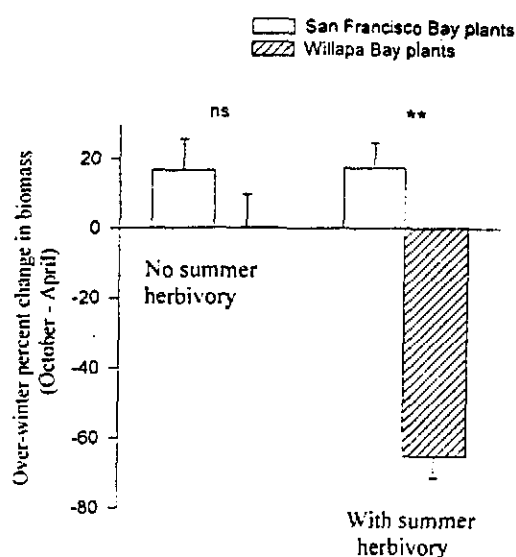 San Francisco Bay plants
Willapa Bay plants
ns
**
20
0
-20
-40
-60
-80
Over-winter percent change in biomass
(October - April)
No summer
herbivory
With summer
herbivory